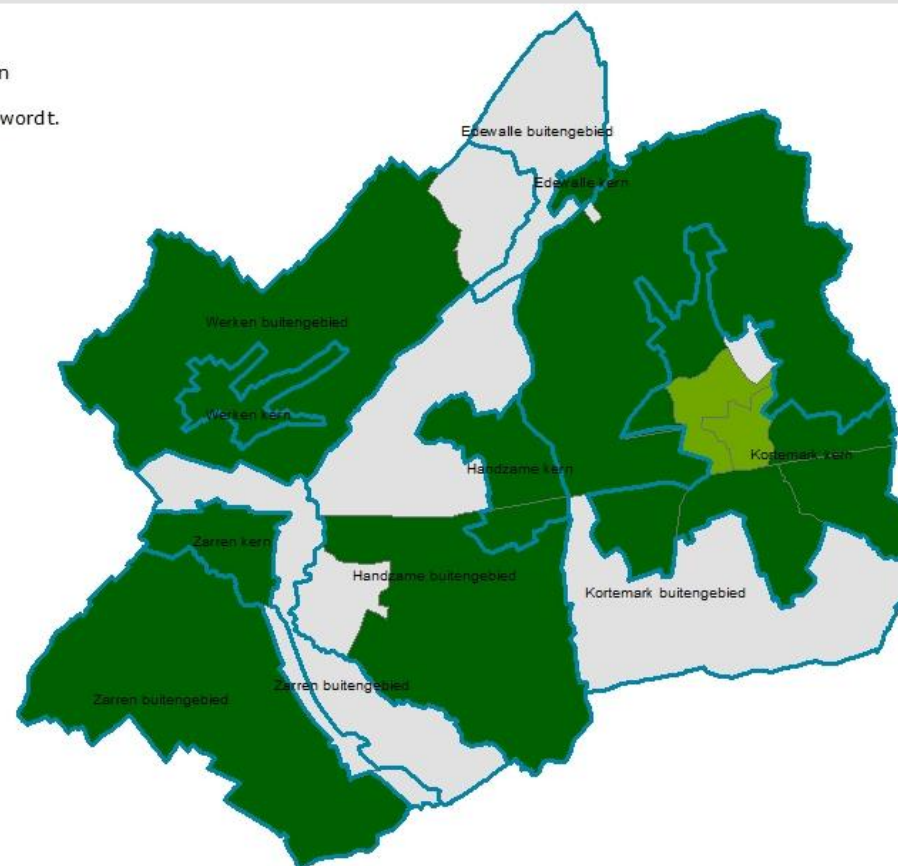 n
wordt.
Edewalle buitengebied
Edewalle kern
Werken buitengebied
Werken kern
Kortemark kern
Handzame kern
Zarren kern
Handzame buitengebied
Kortemark buitengebied
Zarren buitengebied
Zarren buitengebied